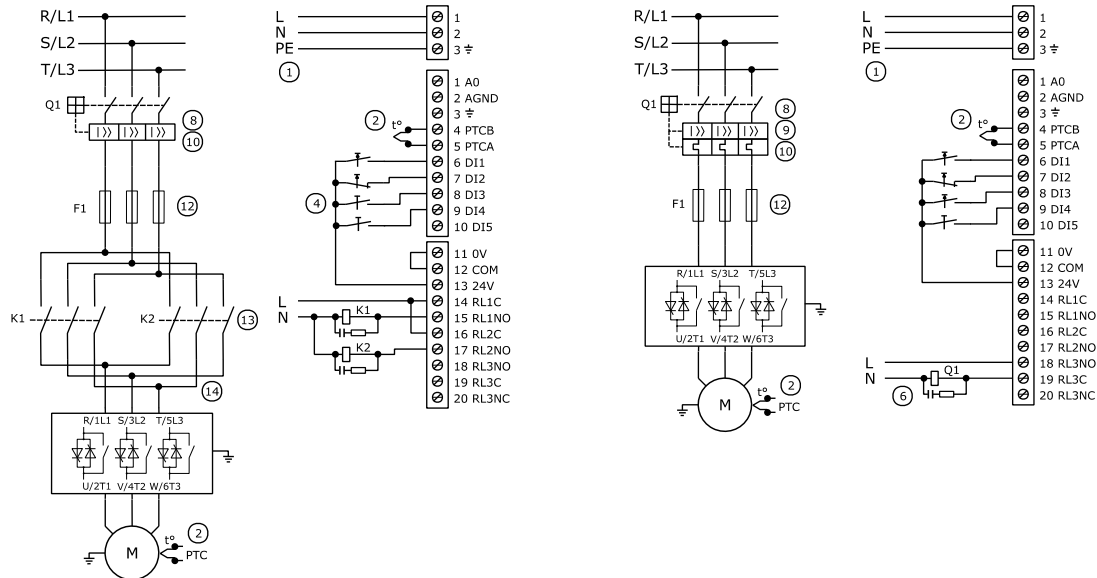 R/L1
S/L2
T/L3
Q1
8
10
F1
12
K1
K2
13
14
R/1L1 S/3L2 T/5L3
U/2T1 V/4T2 W/6T3
M
t°
2
PTC
L
N
PE
1
1
2
3
1 A0
2 AGND
3
4 PTCB
5 PTCA
6 DI1
7 DI2
8 DI3
9 DI4
10 DI5
2
t°
4
11 0V
12 COM
13 24V
14 RL1C
15 RL1NO
16 RL2C
17 RL2NO
18 RL3NO
19 RL3C
20 RL3NC
L
N
K1
K2
R/L1
S/L2
T/L3
Q1
8
9
10
F1
12
R/1L1 S/3L2 T/5L3
U/2T1 V/4T2 W/6T3
M
t°
2
PTC
L
N
PE
1
1
2
3
1 A0
2 AGND
3
4 PTCB
5 PTCA
6 DI1
7 DI2
8 DI3
9 DI4
10 DI5
2
t°
11 0V
12 COM
13 24V
14 RL1C
15 RL1NO
16 RL2C
17 RL2NO
18 RL3NO
19 RL3C
20 RL3NC
L
N
6
Q1